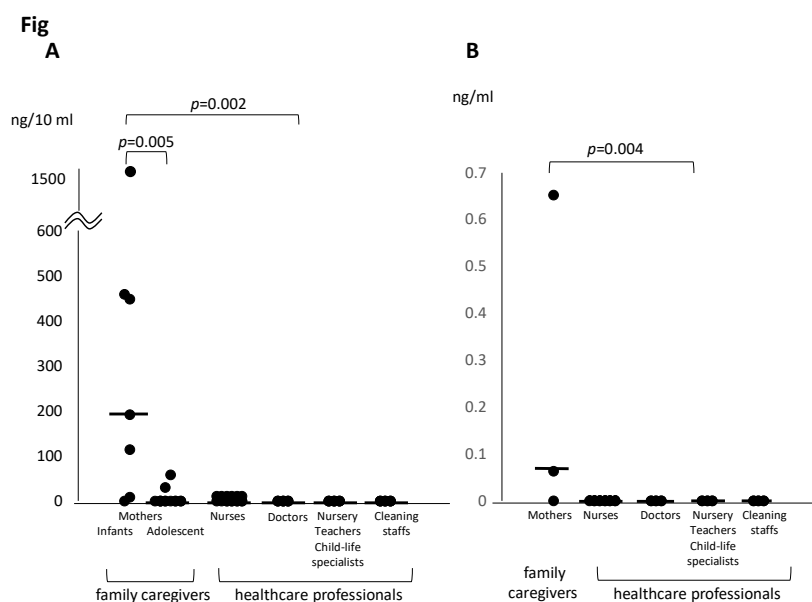 Fig
A
B
ng/10 ml
ng/ml
p=0.002
p=0.005
p=0.004
1500
600
500
400
300
200
100
0
0.7
0.6
0.5
0.4
0.3
0.2
0.1
0
Mothers
Infants Adolescent
Nurses
Doctors
Nursery
Teachers
Child-life
specialists
Cleaning
staffs
family caregivers
healthcare professionals
Mothers
Nurses
Doctors
Nursery
Teachers
Child-life
specialists
Cleaning
staffs
family
caregivers
healthcare professionals